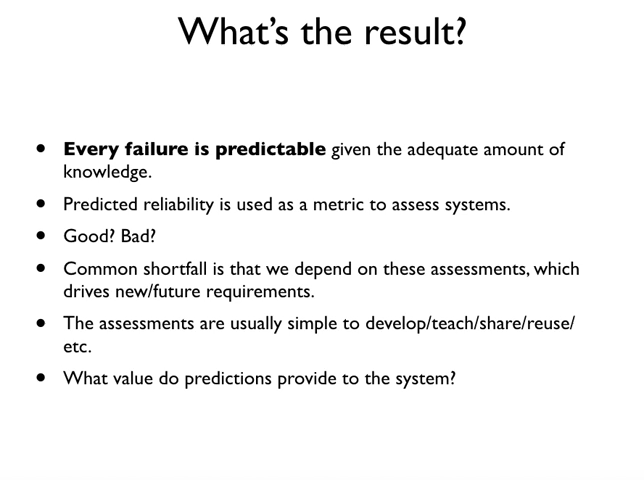 What's the result?
• Every failure is predictable given the adequate amount of
knowledge.
• Predicted reliability is used as a metric to assess systems.
• Good? Bad?
• Common shortfall is that we depend on these assessments, which
drives new/future requirements.
• The assessments are usually simple to develop/teach/share/reuse/
etc.
• What value do predictions provide to the system?